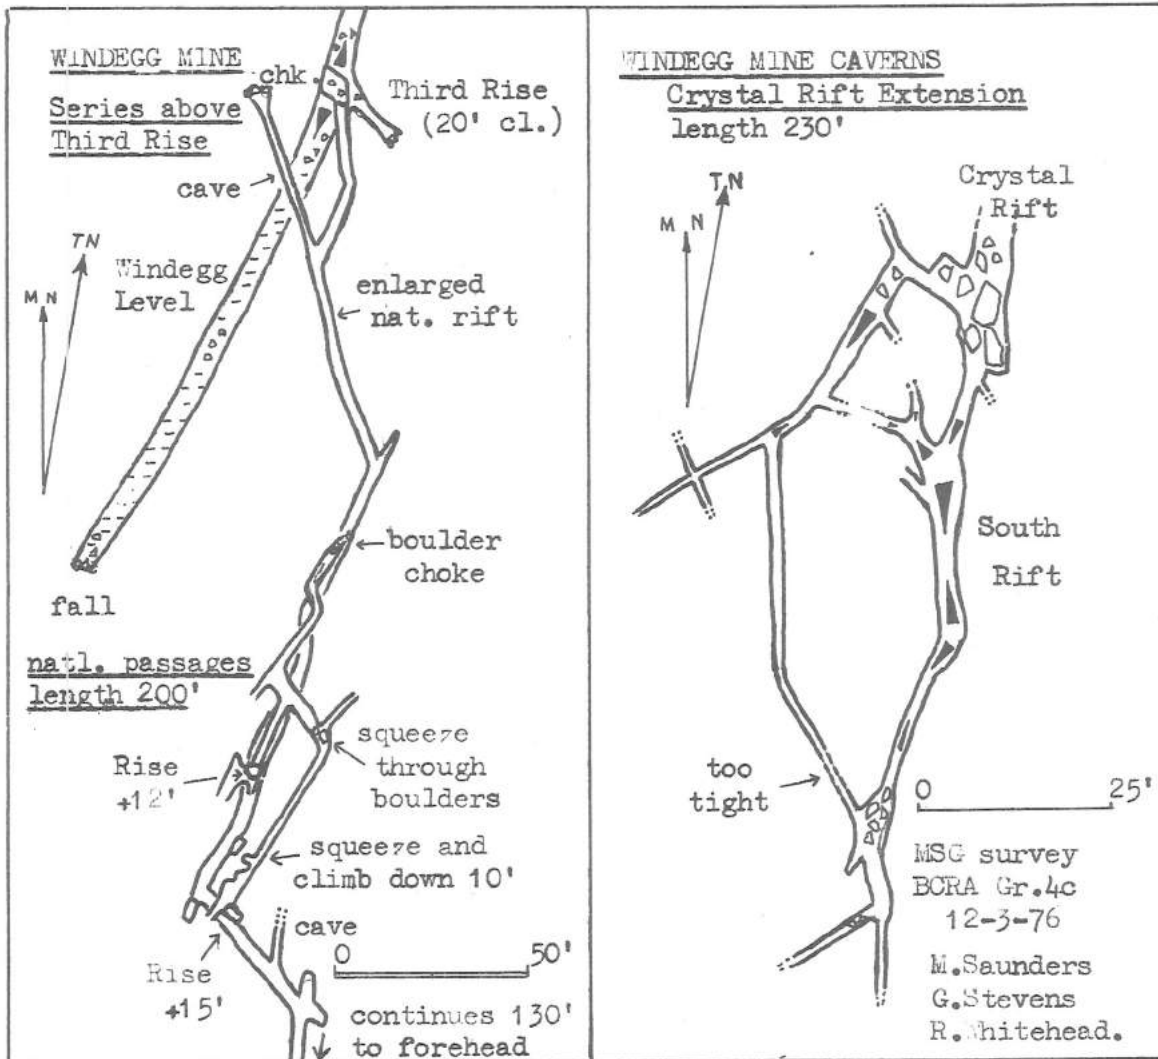 WINDEGG MINE
Series above
Third Rise
chk.
Third Rise
(20' cl.)
cave
TN
M N
Windegg
Level
enlarged
nat. rift
boulder
choke
fall
natl. passages
length 200'
Rise
+12'
squeeze
through
boulders
squeeze and
climb down 10'
cave
Rise
+15'
0 50'
continues 130'
to forehead
WINDEGG MINE CAVERNS
Crystal Rift Extension
length 230'
Crystal
Rift
TN
M N
South
Rift
too
tight
0 25'
MSG survey
BCRA Gr.4c
12-3-76
M.Saunders
G.Stevens
R.Whitehead.